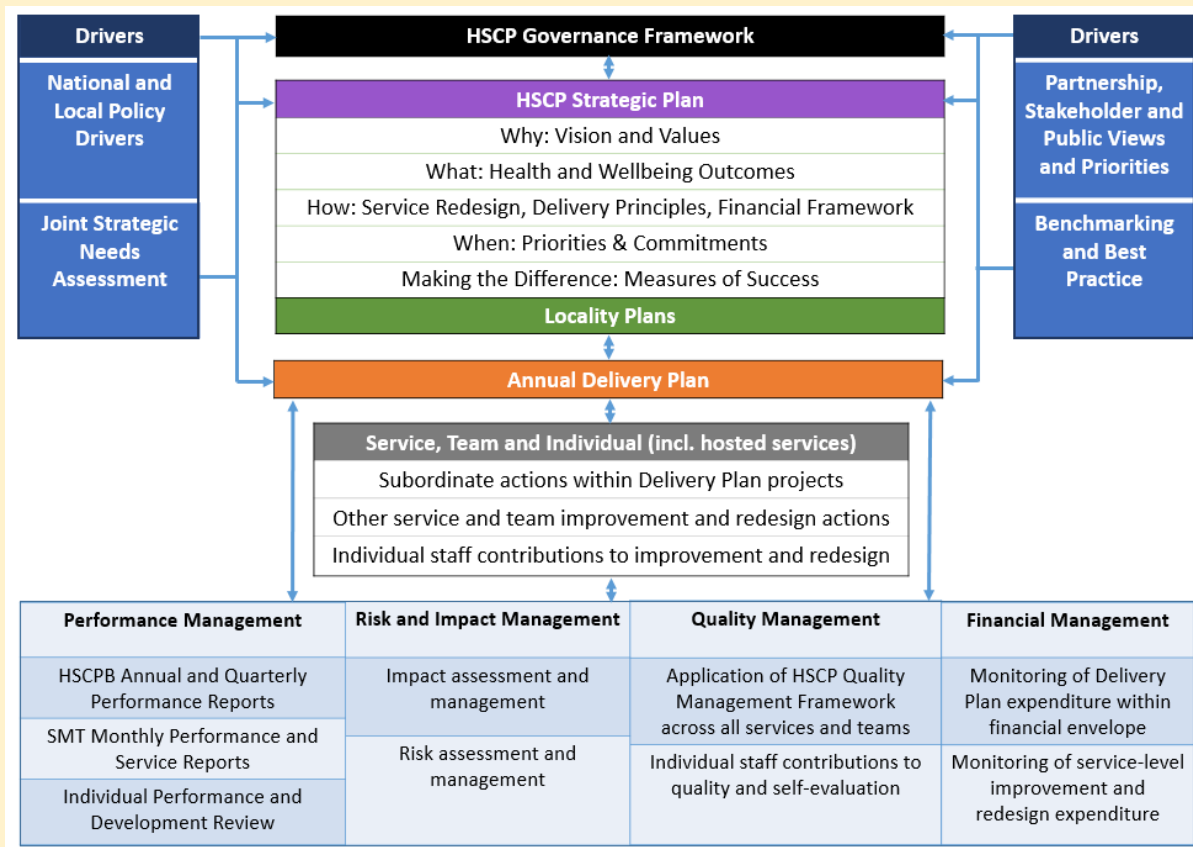 Drivers
National and
Local Policy
Drivers
Joint Strategic
Needs
Assessment
HSCP Governance Framework
HSCP Strategic Plan
Why: Vision and Values
What: Health and Wellbeing Outcomes
How: Service Redesign, Delivery Principles, Financial Framework
When: Priorities & Commitments
Making the Difference: Measures of Success
Locality Plans
Annual Delivery Plan
Drivers
Partnership,
Stakeholder and
Public Views
and Priorities
Benchmarking
and Best
Practice
Service, Team and Individual (incl. hosted services)
Subordinate actions within Delivery Plan projects
Other service and team improvement and redesign actions
Individual staff contributions to improvement and redesign
Performance Management
HSCPB Annual and Quarterly
Performance Reports
SMT Monthly Performance and
Service Reports
Individual Performance and
Development Review
Risk and Impact Management
Impact assessment and
management
Risk assessment and
management
Quality Management
Application of HSCP Quality
Management Framework
across all services and teams
Individual staff contributions to
quality and self-evaluation
Financial Management
Monitoring of Delivery
Plan expenditure within
financial envelope
Monitoring of service-level
improvement and
redesign expenditure